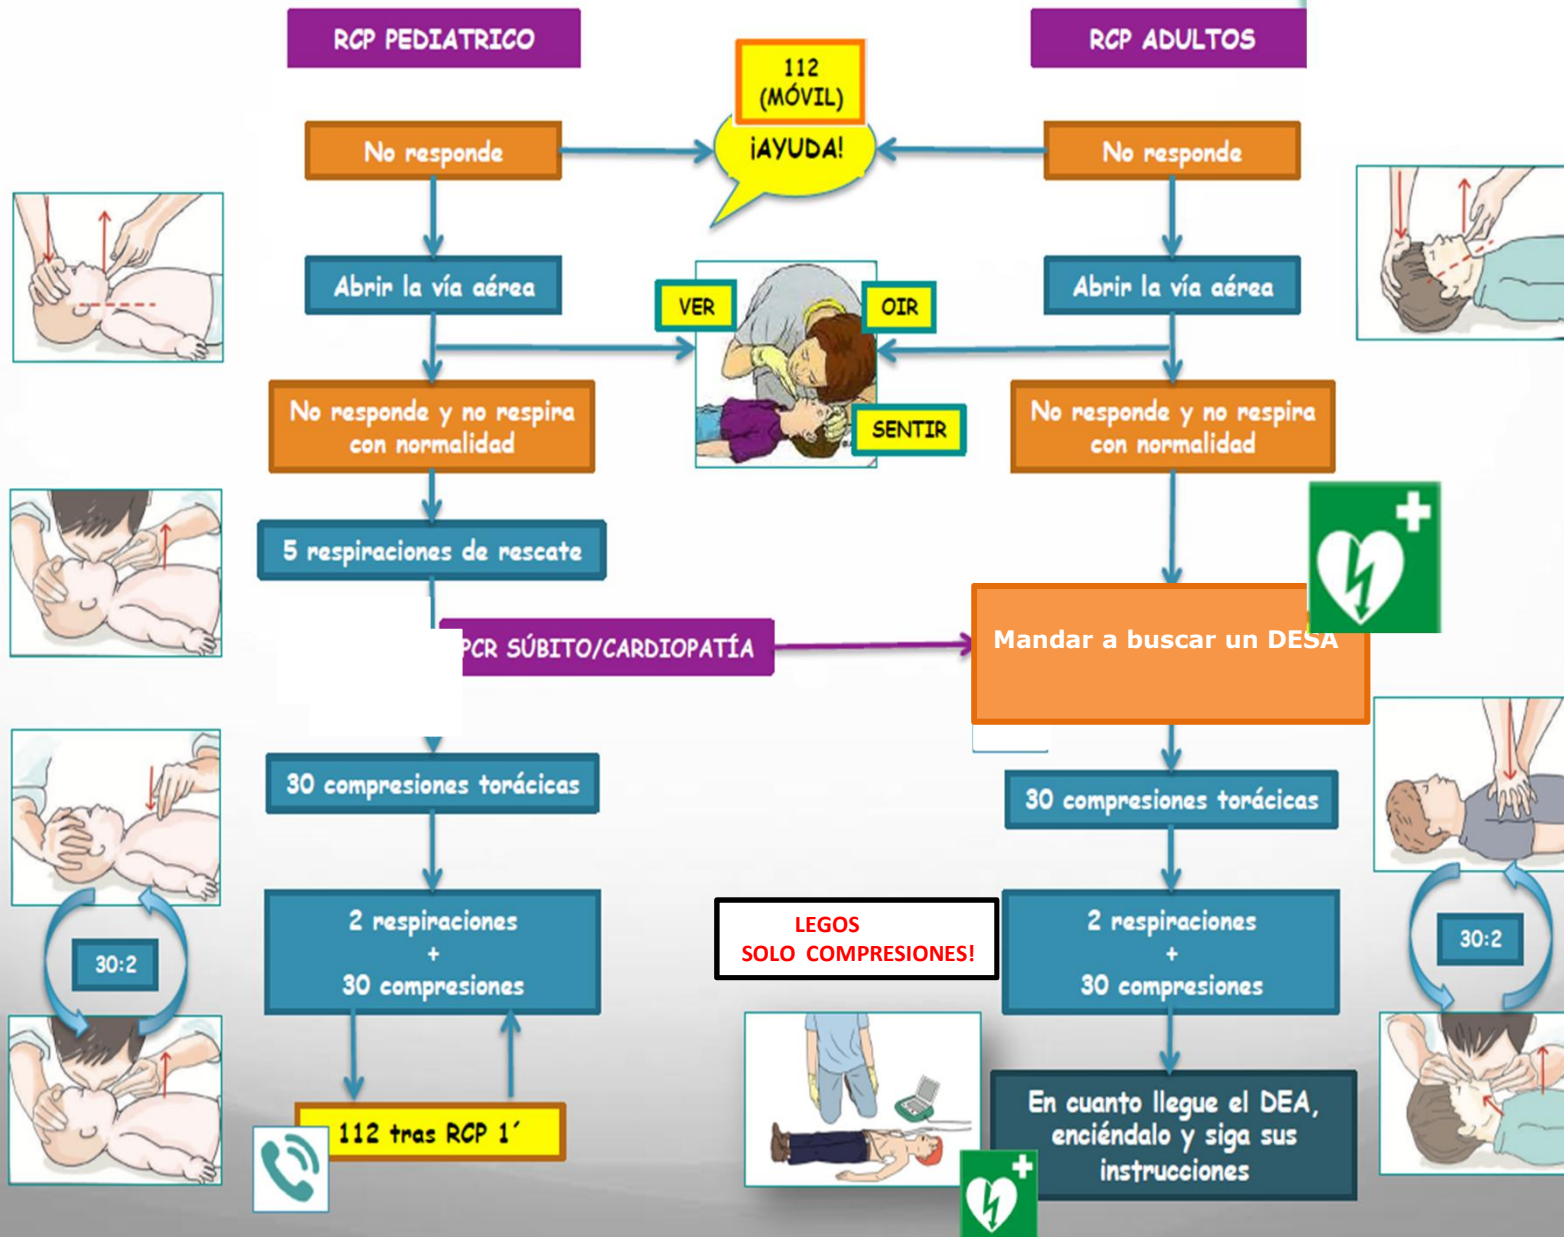 RCP PEDIATRICO
RCP ADULTOS
112
(MÓVIL)
¡AYUDA!
No responde
No responde
Abrir la vía aérea
Abrir la vía aérea
VER
OIR
SENTIR
No responde y no respira
con normalidad
No responde y no respira
con normalidad
5 respiraciones de rescate
PCR SÚBITO/CARDIOPATÍA
Mandar a buscar un DESA
30 compresiones torácicas
30 compresiones torácicas
2 respiraciones
+
30 compresiones
30:2
LEGOS
SOLO COMPRESIONES!
2 respiraciones
+
30 compresiones
30:2
112 tras RCP 1´
En cuanto llegue el DEA,
enciéndalo y siga sus
instrucciones